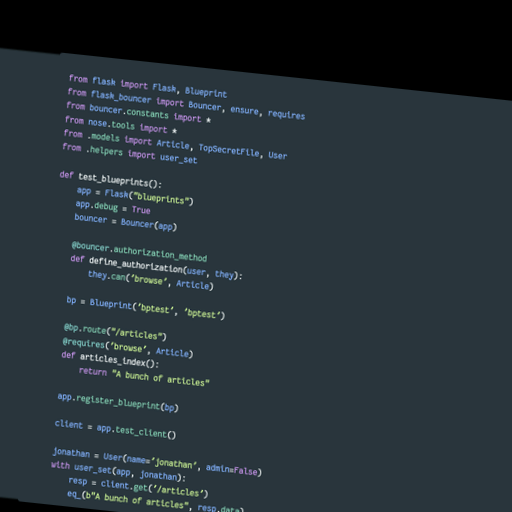 from flask import Flask, Blueprint
from flask_bouncer import Bouncer, ensure, requires
from bouncer.constants import *
from nose.tools import *
from .models import Article, TopSecretFile, User
from .helpers import user_set

def test_blueprints():
    app = Flask("blueprints")
    app.debug = True
    bouncer = Bouncer(app)

    @bouncer.authorization_method
    def define_authorization(user, they):
        they.can('browse', Article)

    bp = Blueprint('bptest', 'bptest')

    @bp.route("/articles")
    @requires('browse', Article)
    def articles_index():
        return "A bunch of articles"

    app.register_blueprint(bp)

    client = app.test_client()

    jonathan = User(name='jonathan', admin=False)
    with user_set(app, jonathan):
        resp = client.get('/articles')
        eq_(b"A bunch of articles", resp.data)